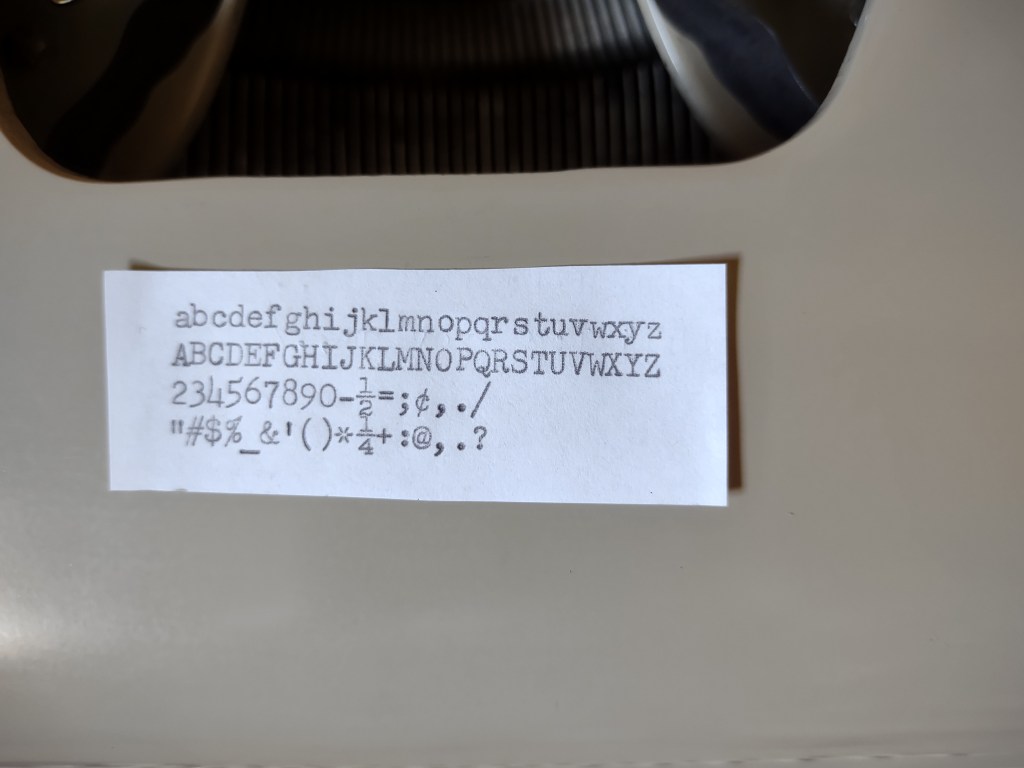 abcdefghijklmnopqrstuvwxyz
ABCDEFGHIJKLMNOPQRSTUVWXYZ
234567890-½=;¢,./
"#$%_&'()*¼+:@,.?